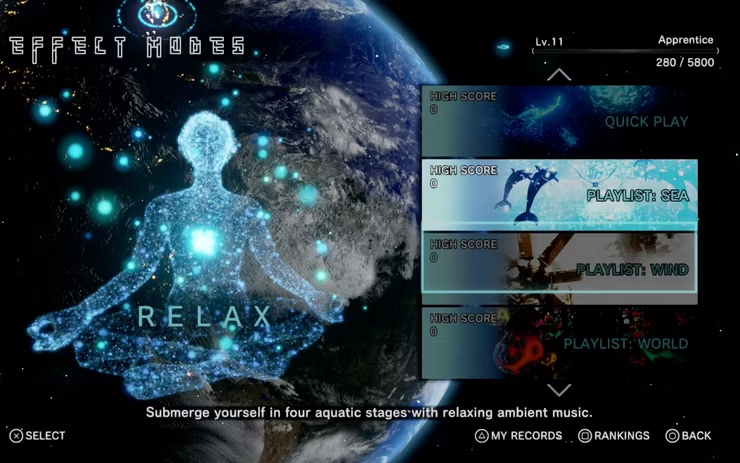 EFFECT MODES
Lv.11 Apprentice
280 / 5800
HIGH SCORE
0
QUICK PLAY
HIGH SCORE
0
PLAYLIST: SEA
HIGH SCORE
0
PLAYLIST: WIND
HIGH SCORE
0
PLAYLIST: WORLD
RELAX
Submerge yourself in four aquatic stages with relaxing ambient music.
SELECT
MY RECORDS
RANKINGS
BACK